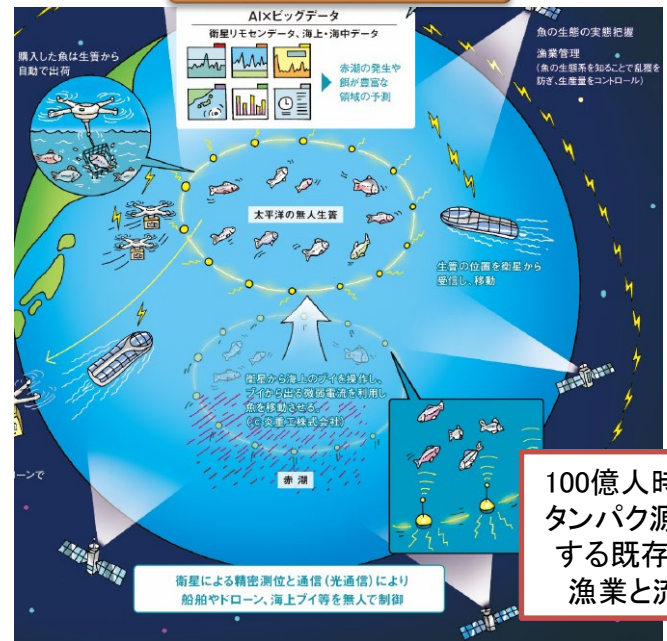 AI×ビッグデータ
衛星リモセンデータ、海上・海中データ
赤潮の発生や
餌が豊富な
領域の予測
購入した魚は生簀から
自動で出荷
魚の生態の実態把握
漁業管理
(魚の生態系を知ることで乱獲を
防ぎ、生産量をコントロール)
太平洋の無人生簀
生簀の位置を衛星から
受信し、移動
衛星から海上のブイを操作し、
ブイから出る微弱電流を利用し
魚を移動させる。
(©炎重工株式会社)
赤潮
ーンで
100億人時
タンパク源
する既存
漁業と流
衛星による精密測位と通信(光通信)により
船舶やドローン、海上ブイ等を無人で制御